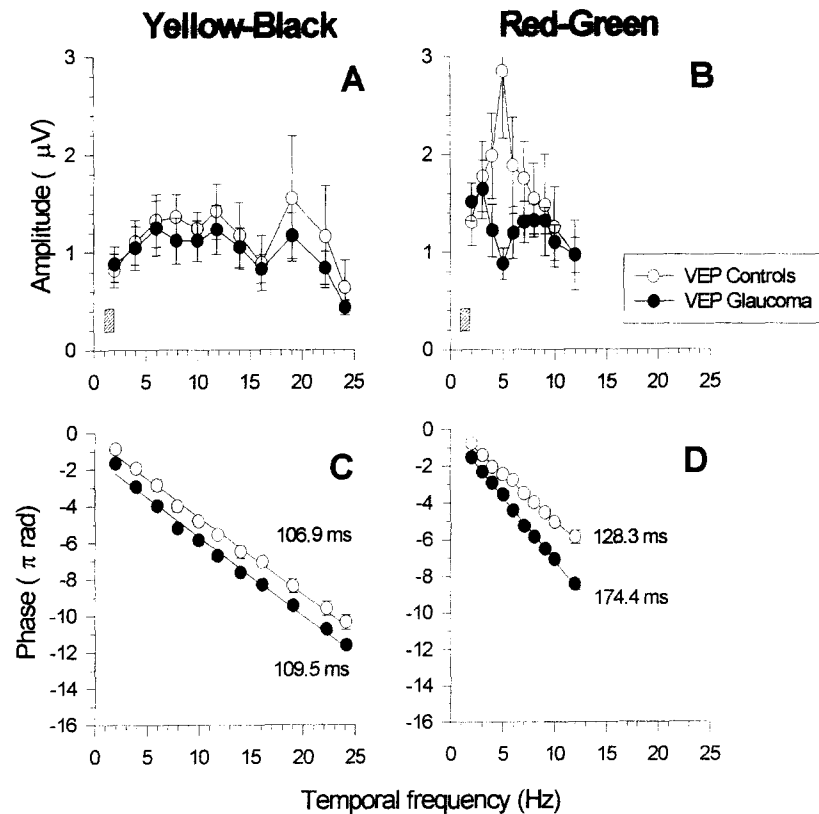 Yellow-Black
Red-Green
3
2
1
0
Amplitude ( μV)
A
0 5 10 15 20 25
3
2
1
0
B
0 5 10 15 20 25
VEP Controls
VEP Glaucoma
0
-2
-4
-6
-8
-10
-12
-14
-16
Phase ( π rad)
C
106.9 ms
109.5 ms
0 5 10 15 20 25
0
-2
-4
-6
-8
-10
-12
-14
-16
D
128.3 ms
174.4 ms
0 5 10 15 20 25
Temporal frequency (Hz)